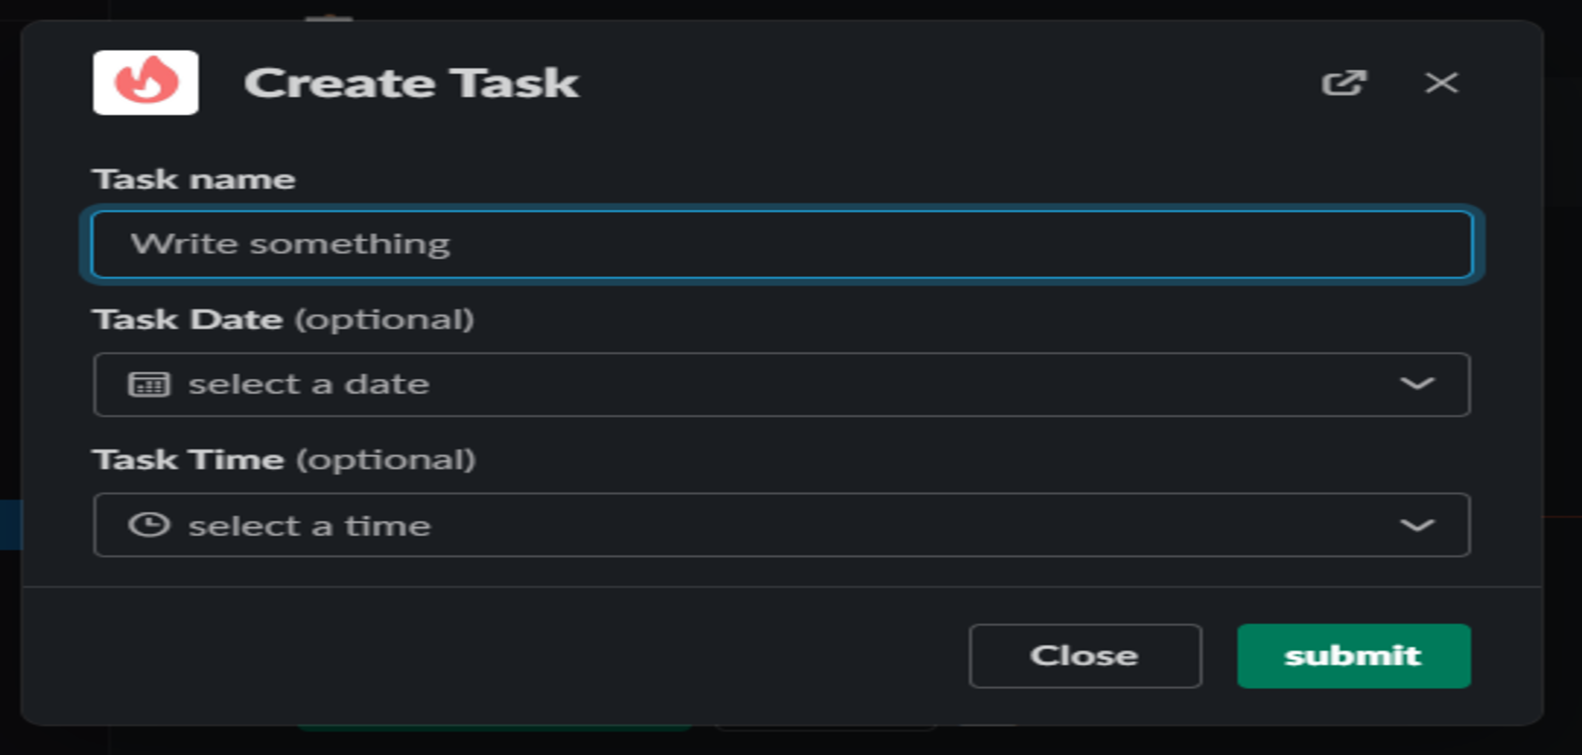 Create Task
Task name
Write something
Task Date (optional)
select a date
Task Time (optional)
select a time
Close submit